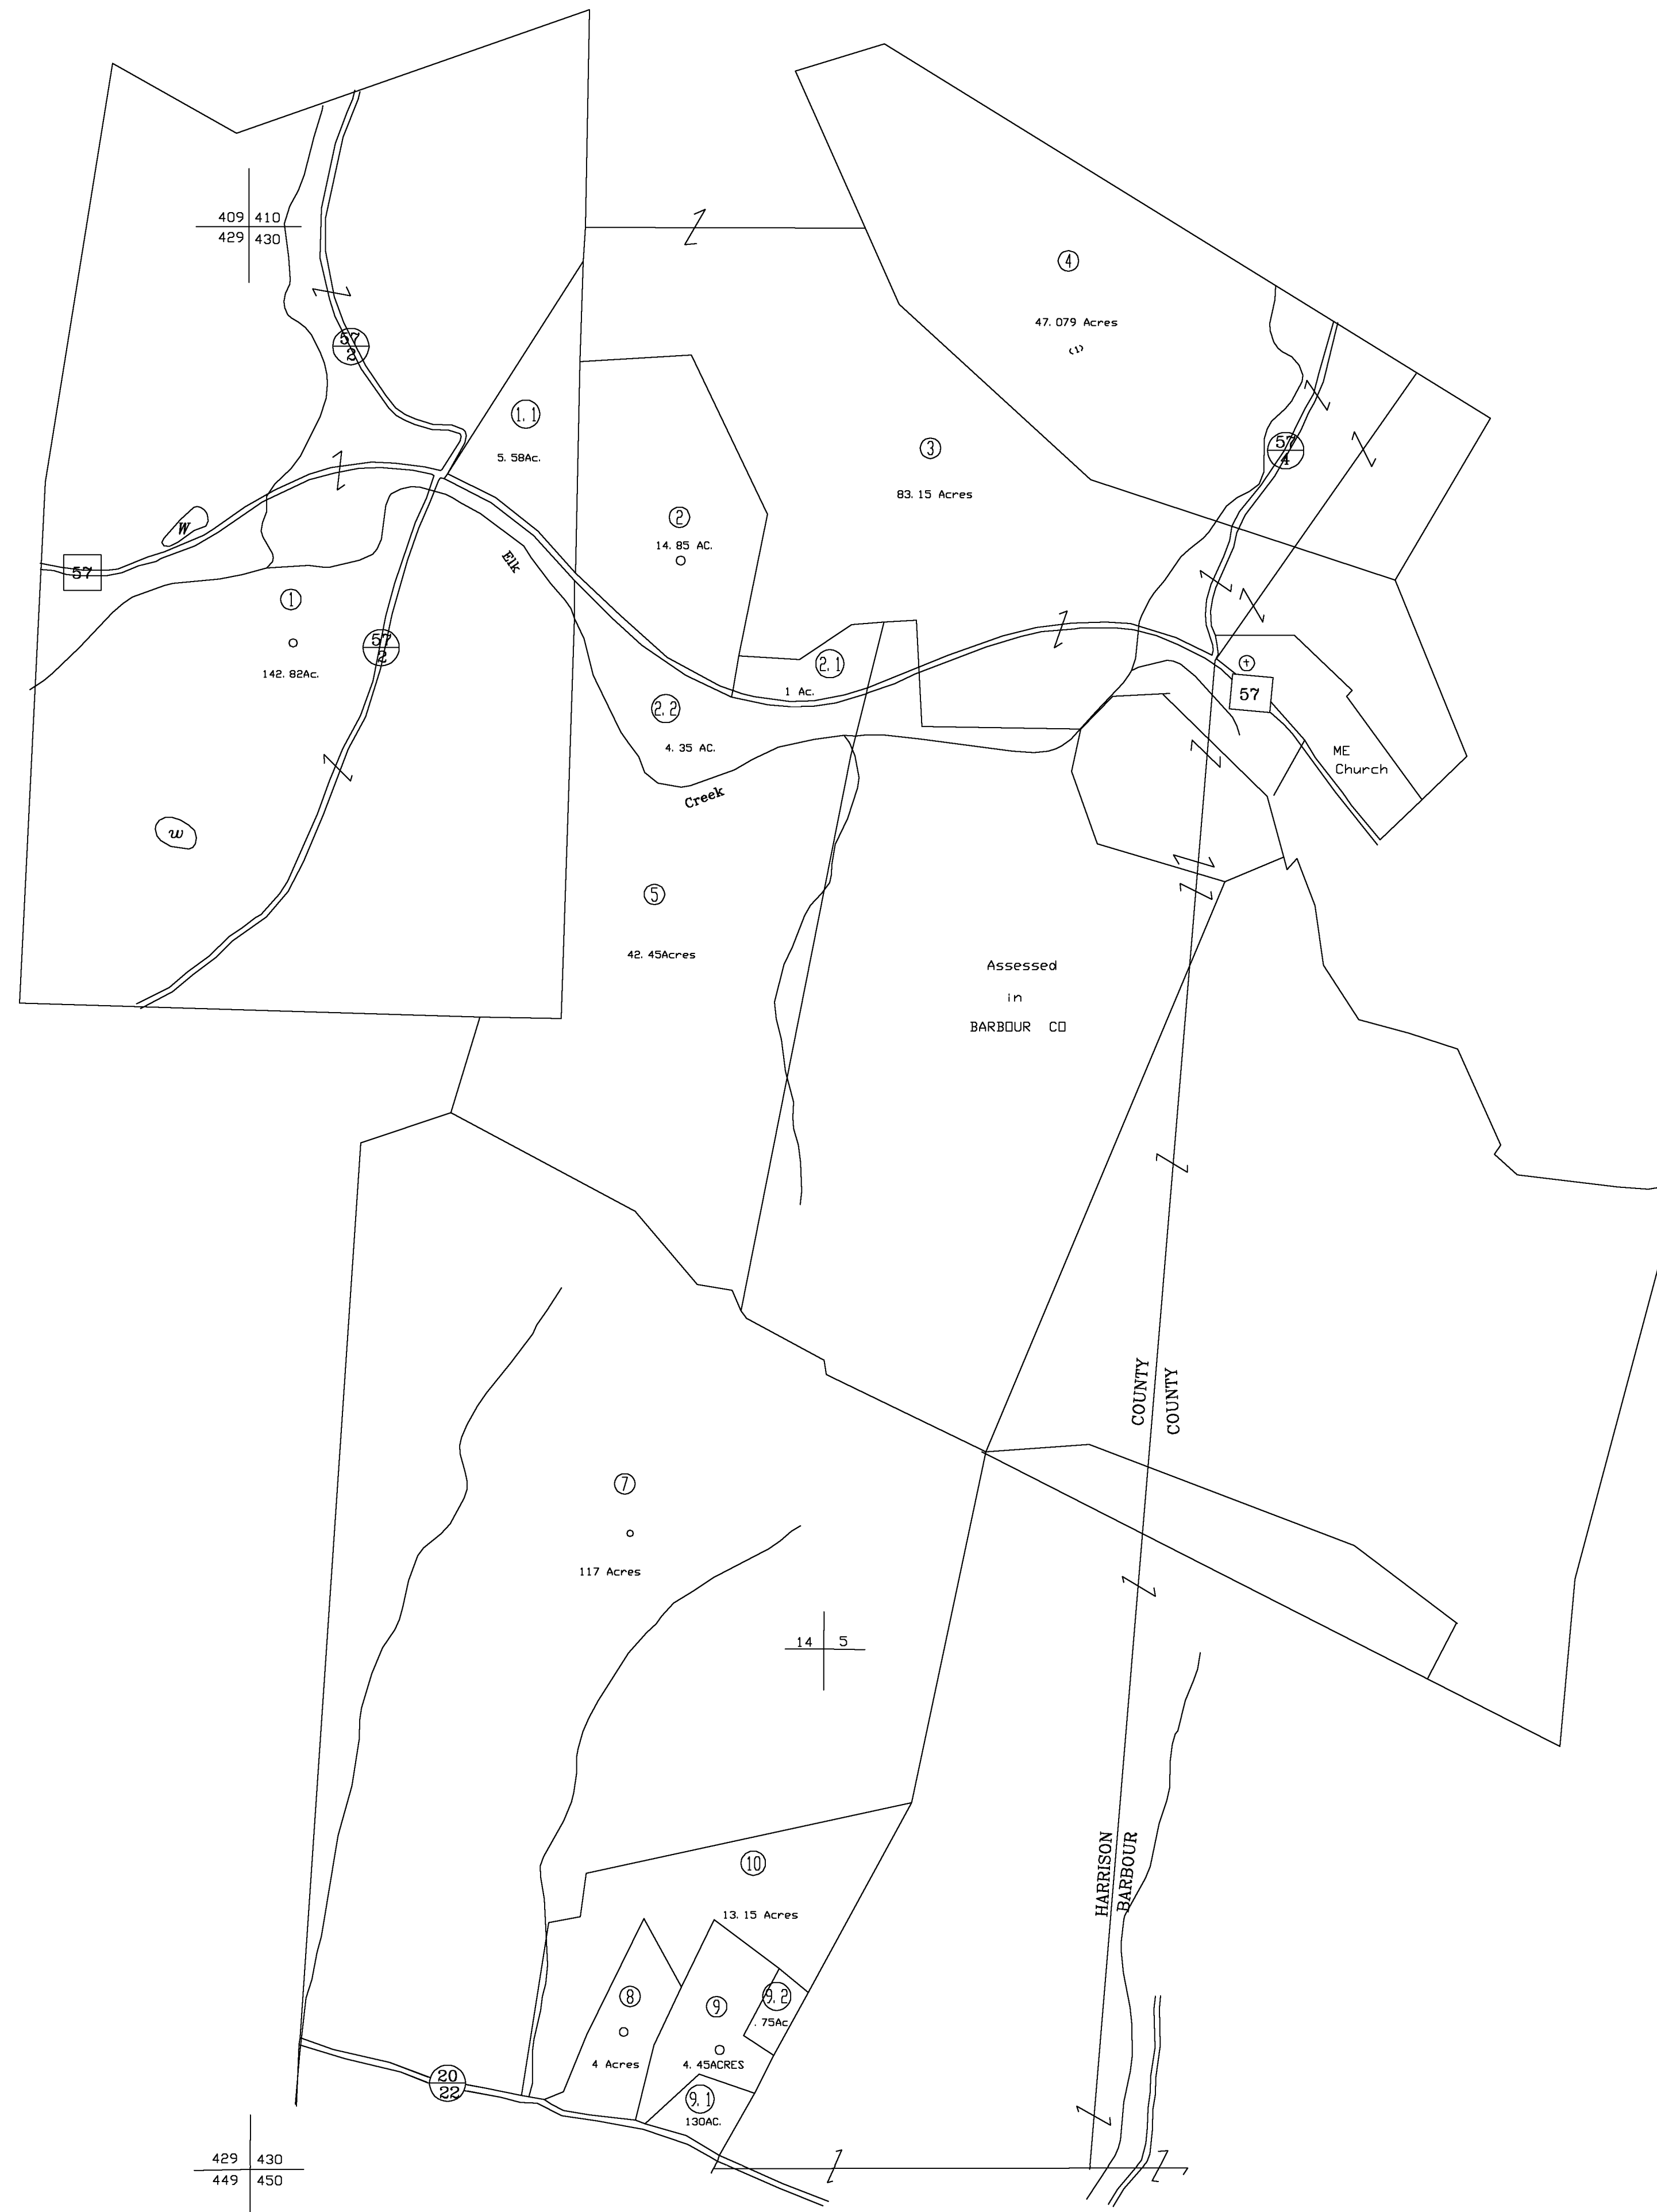 409 410
429 430
4
47.079 Acres
(1)
57
2
1.1
5.58Ac.
3
83.15 Acres
57
4
W
57
2
14.85 AC.
Elk
1
142.82Ac.
57
2
2.1
1 Ac.
2.2
4.35 AC.
57
ME
Church
Creek
w
5
42.45Acres
Assessed
in
BARBOUR CO
COUNTY
COUNTY
7
117 Acres
14 5
HARRISON
BARBOUR
10
13.15 Acres
8
4 Acres
9
4.45ACRES
9.2
.75Ac
9.1
130AC.
20
22
429 430
449 450